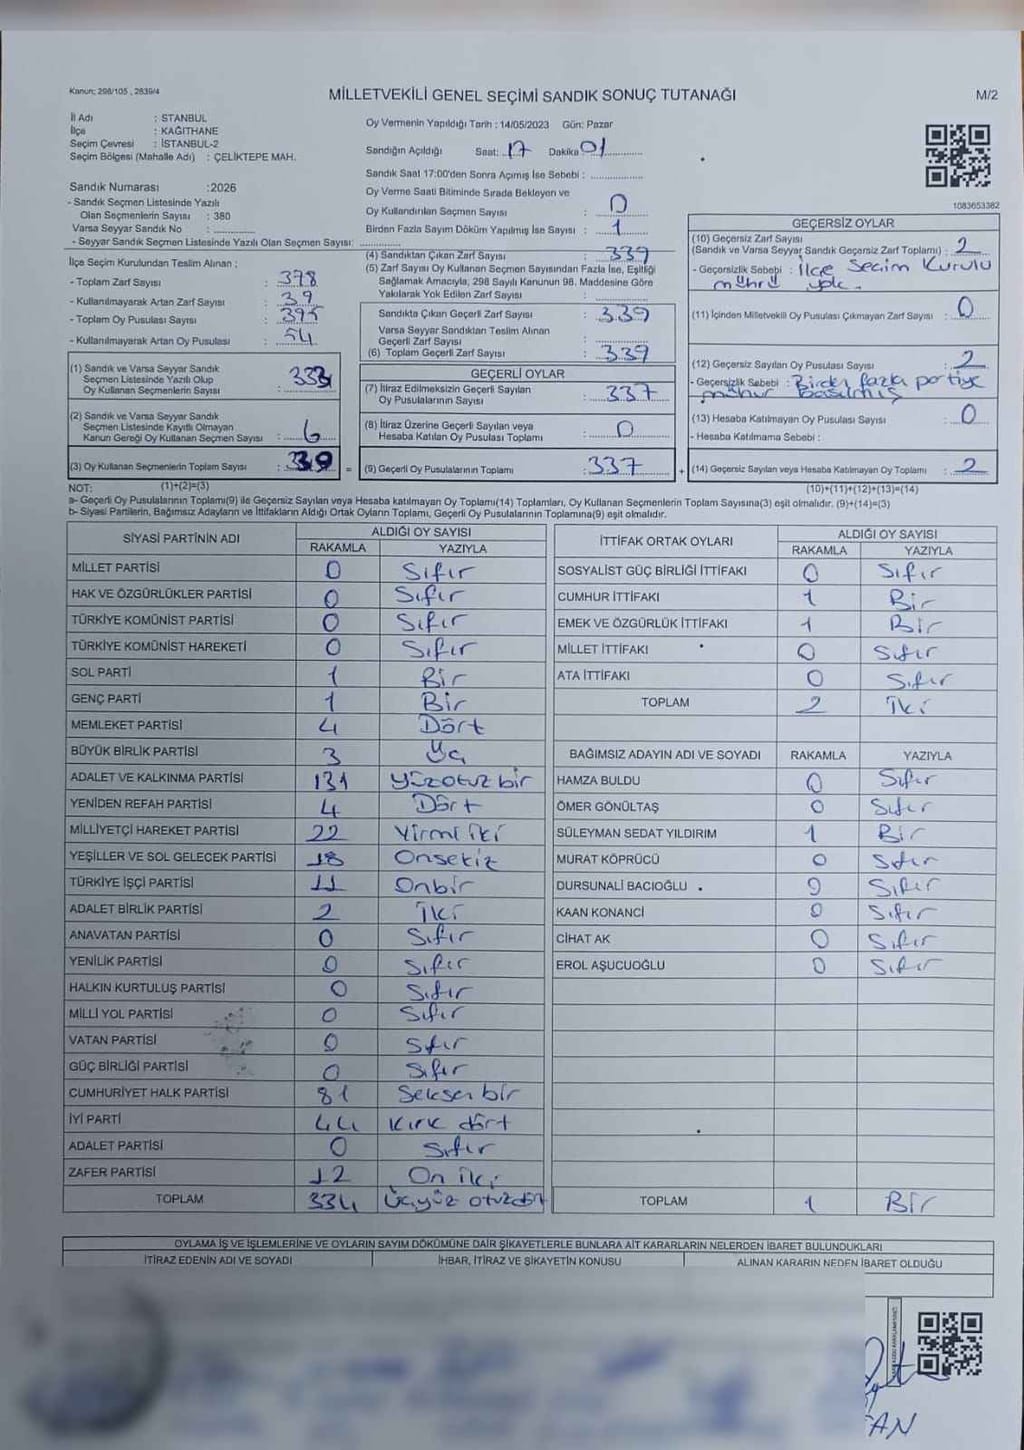 Kanun; 298/105 , 2839/4
MİLLETVEKİLİ GENEL SEÇİMİ SANDIK SONUÇ TUTANAĞI
M/2
İl Adı : STANBUL
İlçe : KAĞITHANE
Seçim Çevresi : İSTANBUL-2
Seçim Bölgesi (Mahalle Adı) : ÇELİKTEPE MAH.
Sandık Numarası :2026
- Sandık Seçmen Listesinde Yazılı
Olan Seçmenlerin Sayısı : 380
Varsa Seyyar Sandık No :
- Seyyar Sandık Seçmen Listesinde Yazılı Olan Seçmen Sayısı:
İlçe Seçim Kurulundan Teslim Alınan ;
- Toplam Zarf Sayısı : 378
- Kullanılmayarak Artan Zarf Sayısı : 39
- Toplam Oy Pusulası Sayısı : 395
- Kullanılmayarak Artan Oy Pusulası : 54
(1) Sandık ve Varsa Seyyar Sandık
Seçmen Listesinde Yazılı Olup
Oy Kullanan Seçmenlerin Sayısı : 333
(2) Sandık ve Varsa Seyyar Sandık
Seçmen Listesinde Kayıtlı Olmayan
Kanun Gereği Oy Kullanan Seçmen Sayısı : 6
(3) Oy Kullanan Seçmenlerin Toplam Sayısı : 339 =
(1)+(2)=(3)
Oy Vermenin Yapıldığı Tarih : 14/05/2023 Gün: Pazar
Sandığın Açıldığı Saat: 17 Dakika 01
Sandık Saat 17:00'den Sonra Açımış İse Sebebi :
Oy Verme Saati Bitiminde Sırada Bekleyen ve
Oy Kullandırılan Seçmen Sayısı : 0
Birden Fazla Sayım Döküm Yapılmış İse Sayısı : 1
(4) Sandıktan Çıkan Zarf Sayısı : 339
(5) Zarf Sayısı Oy Kullanan Seçmen Sayısından Fazla İse, Eşitliği
Sağlamak Amacıyla, 298 Sayılı Kanunun 98. Maddesine Göre
Yakılarak Yok Edilen Zarf Sayısı :
Sandıkta Çıkan Geçerli Zarf Sayısı : 339
Varsa Seyyar Sandıktan Teslim Alınan
Geçerli Zarf Sayısı :
(6) Toplam Geçerli Zarf Sayısı : 339
GEÇERLİ OYLAR
(7) İtiraz Edilmeksizin Geçerli Sayılan
Oy Pusulalarının Sayısı : 337
(8) İtiraz Üzerine Geçerli Sayılan veya
Hesaba Katılan Oy Pusulası Toplamı : 0
(9) Geçerli Oy Pusulalarının Toplamı : 337 +
1083653382
GEÇERSİZ OYLAR
(10) Geçersiz Zarf Sayısı
(Sandık ve Varsa Seyyar Sandık Geçersiz Zarf Toplamı) : 2
- Geçersizlik Sebebi : İlçe Seçim Kurulu
mührü yok.
(11) İçinden Milletvekili Oy Pusulası Çıkmayan Zarf Sayısı : 0
(12) Geçersiz Sayılan Oy Pusulası Sayısı : 2
- Geçersizlik Sebebi : Birden fazla partiye
mühür basılmış
(13) Hesaba Katılmayan Oy Pusulası Sayısı : 0
- Hesaba Katılmama Sebebi :
(14) Geçersiz Sayılan veya Hesaba Katılmayan Oy Toplamı : 2
(10)+(11)+(12)+(13)=(14)
NOT:
a- Geçerli Oy Pusulalarının Toplamı(9) ile Geçersiz Sayılan veya Hesaba katılmayan Oy Toplamı(14) Toplamları, Oy Kullanan Seçmenlerin Toplam Sayısına(3) eşit olmalıdır. (9)+(14)=(3)
b- Siyasi Partilerin, Bağımsız Adayların ve İttifakların Aldığı Ortak Oyların Toplamı, Geçerli Oy Pusulalarının Toplamına(9) eşit olmalıdır.
SİYASİ PARTİNİN ADI ALDIĞI OY SAYISI
RAKAMLA YAZIYLA
MİLLET PARTİSİ 0 Sıfır
HAK VE ÖZGÜRLÜKLER PARTİSİ 0 Sıfır
TÜRKİYE KOMÜNİST PARTİSİ 0 Sıfır
TÜRKİYE KOMÜNİST HAREKETİ 0 Sıfır
SOL PARTİ 1 Bir
GENÇ PARTİ 1 Bir
MEMLEKET PARTİSİ 4 Dört
BÜYÜK BİRLİK PARTİSİ 3 Üç
ADALET VE KALKINMA PARTİSİ 131 Yüzotuz bir
YENİDEN REFAH PARTİSİ 4 Dört
MİLLİYETÇİ HAREKET PARTİSİ 22 Yirmi iki
YEŞİLLER VE SOL GELECEK PARTİSİ 18 Onsekiz
TÜRKİYE İŞÇİ PARTİSİ 11 Onbir
ADALET BİRLİK PARTİSİ 2 İki
ANAVATAN PARTİSİ 0 Sıfır
YENİLİK PARTİSİ 0 Sıfır
HALKIN KURTULUŞ PARTİSİ 0 Sıfır
MİLLİ YOL PARTİSİ 0 Sıfır
VATAN PARTİSİ 0 Sıfır
GÜÇ BİRLİĞİ PARTİSİ 0 Sıfır
CUMHURİYET HALK PARTİSİ 81 Seksen bir
İYİ PARTİ 44 Kırk dört
ADALET PARTİSİ 0 Sıfır
ZAFER PARTİSİ 12 On iki
TOPLAM 334 Üçyüz otuzdört
İTTİFAK ORTAK OYLARI ALDIĞI OY SAYISI
RAKAMLA YAZIYLA
SOSYALİST GÜÇ BİRLİĞİ İTTİFAKI 0 Sıfır
CUMHUR İTTİFAKI 1 Bir
EMEK VE ÖZGÜRLÜK İTTİFAKI 1 Bir
MİLLET İTTİFAKI 0 Sıfır
ATA İTTİFAKI 0 Sıfır
TOPLAM 2 İki
BAĞIMSIZ ADAYIN ADI VE SOYADI RAKAMLA YAZIYLA
HAMZA BULDU 0 Sıfır
ÖMER GÖNÜLTAŞ 0 Sıfır
SÜLEYMAN SEDAT YILDIRIM 1 Bir
MURAT KÖPRÜCÜ 0 Sıfır
DURSUNALİ BACIOĞLU 0 Sıfır
KAAN KONANCİ 0 Sıfır
CİHAT AK 0 Sıfır
EROL AŞUCUOĞLU 0 Sıfır
TOPLAM 1 Bir
OYLAMA İŞ VE İŞLEMLERİNE VE OYLARIN SAYIM DÖKÜMÜNE DAİR ŞİKAYETLERLE BUNLARA AİT KARARLARIN NELERDEN İBARET BULUNDUKLARI
İTİRAZ EDENİN ADI VE SOYADI İHBAR, İTİRAZ VE ŞİKAYETİN KONUSU ALINAN KARARIN NEDEN İBARET OLDUĞU